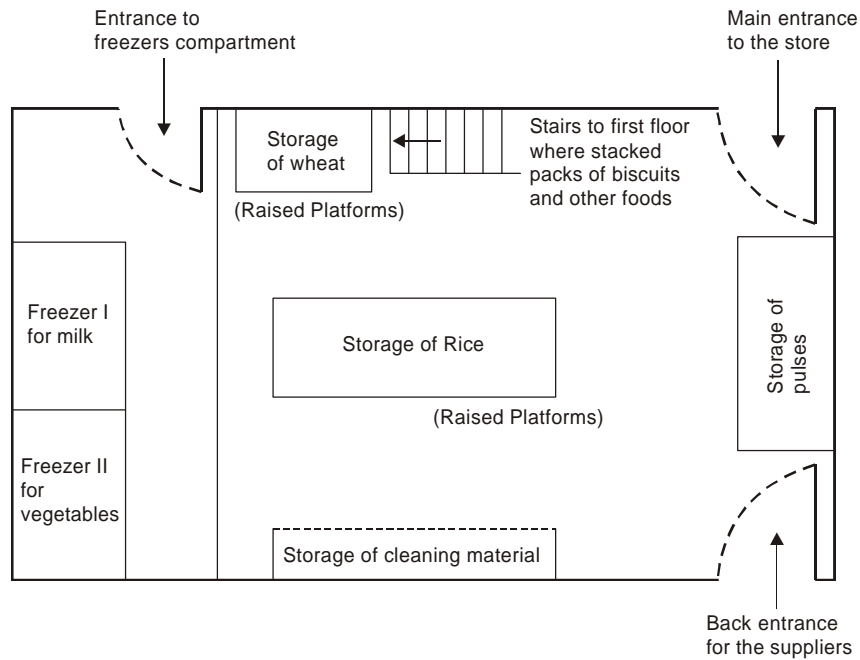 Entrance to
freezers compartment
Main entrance
to the store
Storage
of wheat
(Raised Platforms)
Stairs to first floor
where stacked
packs of biscuits
and other foods
Freezer I
for milk
Storage of Rice
(Raised Platforms)
Storage of
pulses
Freezer II
for
vegetables
Storage of cleaning material
Back entrance
for the suppliers